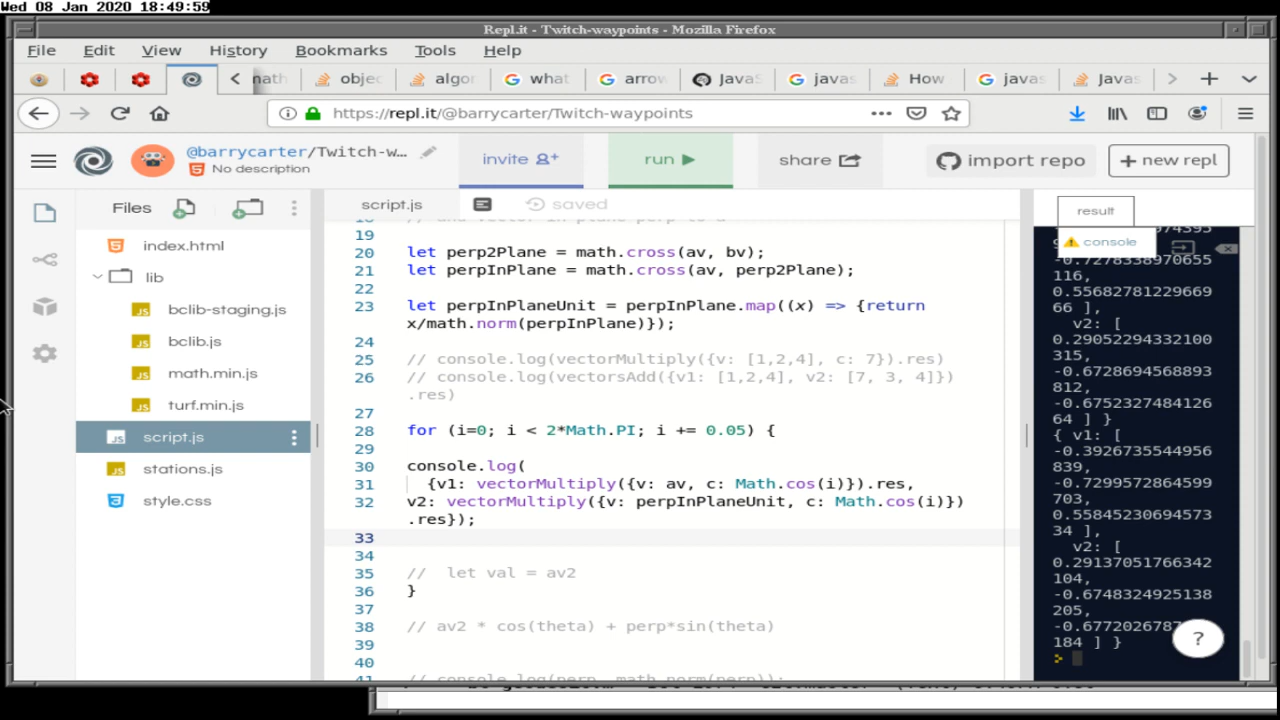 Wed 08 Jan 2020 18:49:59
RepLit - Twitch-waypoints - Mozilla Firefox
File Edit View History Bookmarks Tools Help
math objec algor what arrow JavaS javas How javas Javas
https://repl.it/@barrycarter/Twitch-waypoints
@barrycarter/Twitch-w...
No description
invite
run
share
import repo
+ new repl
Files
script.js
saved
result
console
index.html
lib
bclib-staging.js
bclib.js
math.min.js
turf.min.js
script.js
stations.js
style.css
19
20 let perp2Plane = math.cross(av, bv);
21 let perpInPlane = math.cross(av, perp2Plane);
22
23 let perpInPlaneUnit = perpInPlane.map((x) => {return
x/math.norm(perpInPlane)});
24
25 // console.log(vectorMultiply({v: [1,2,4], c: 7}).res)
26 // console.log(vectorsAdd({v1: [1,2,4], v2: [7, 3, 4]})
.res)
27
28 for (i=0; i < 2*Math.PI; i += 0.05) {
29
30 console.log(
31 {v1: vectorMultiply({v: av, c: Math.cos(i)}).res,
32 v2: vectorMultiply({v: perpInPlaneUnit, c: Math.cos(i)})
.res});
33
34
35 // let val = av2
36 }
37
38 // av2 * cos(theta) + perp*sin(theta)
39
40
41 // console.log(perp, math.norm(perp));
-0.7278338970655
116,
0.55682781229669
66 ],
v2: [
0.29052294332100
315,
-0.6728694568893
812,
-0.6752327484126
64 ] }
{ v1: [
-0.3926735544956
839,
-0.7299572864599
703,
0.55845230694573
34 ],
v2: [
0.29137051766342
104,
-0.6748324925138
205,
-0.6772026787
184 ] }
>
?